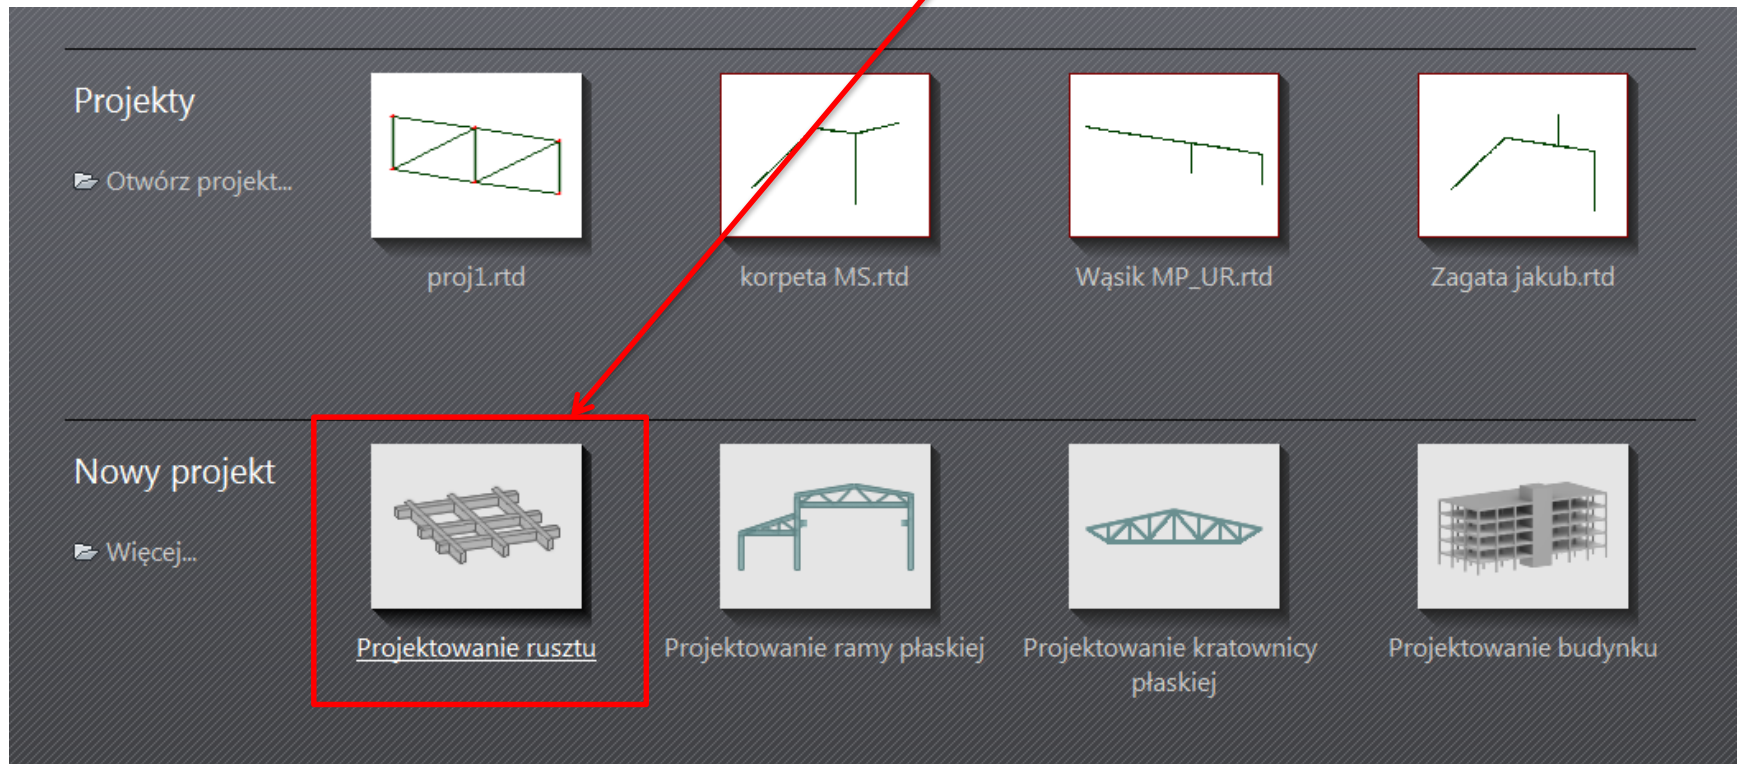 Projekty
Otwórz projekt...
proj1.rtd
korpeta MS.rtd
Wąsik MP_UR.rtd
Zagata jakub.rtd
Nowy projekt
Więcej...
Projektowanie rusztu
Projektowanie ramy płaskiej
Projektowanie kratownicy
płaskiej
Projektowanie budynku